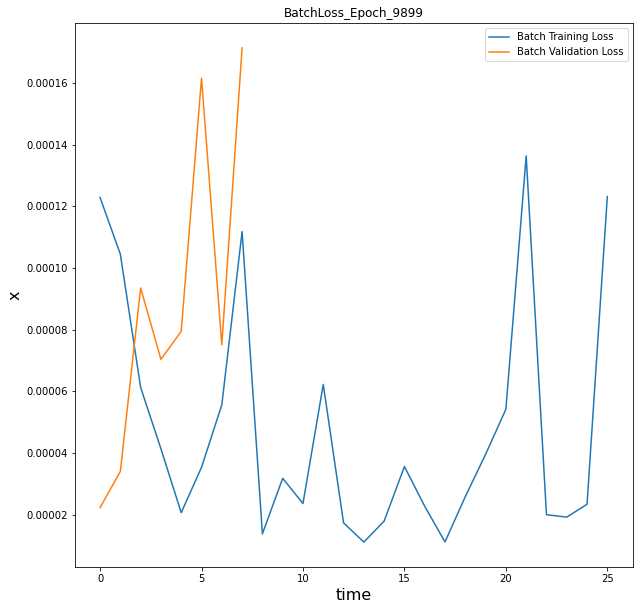 BatchLoss_Epoch_9899
Batch Training Loss
Batch Validation Loss
0.00016
0.00014
0.00012
0.00010
0.00008
0.00006
0.00004
0.00002
x
0 5 10 15 20 25
time